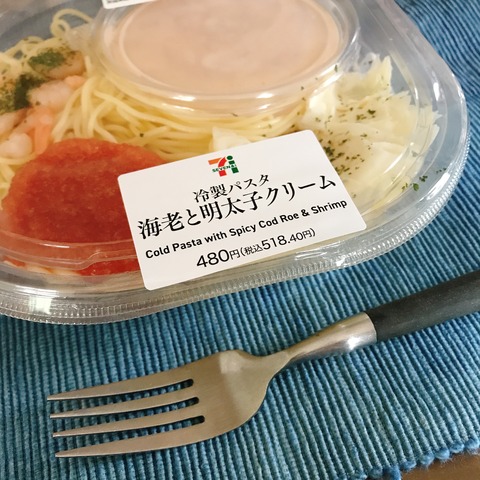 SEVEN
冷製パスタ
海老と明太子クリーム
Cold Pasta with Spicy Cod Roe & Shrimp
480円(税込518.40円)